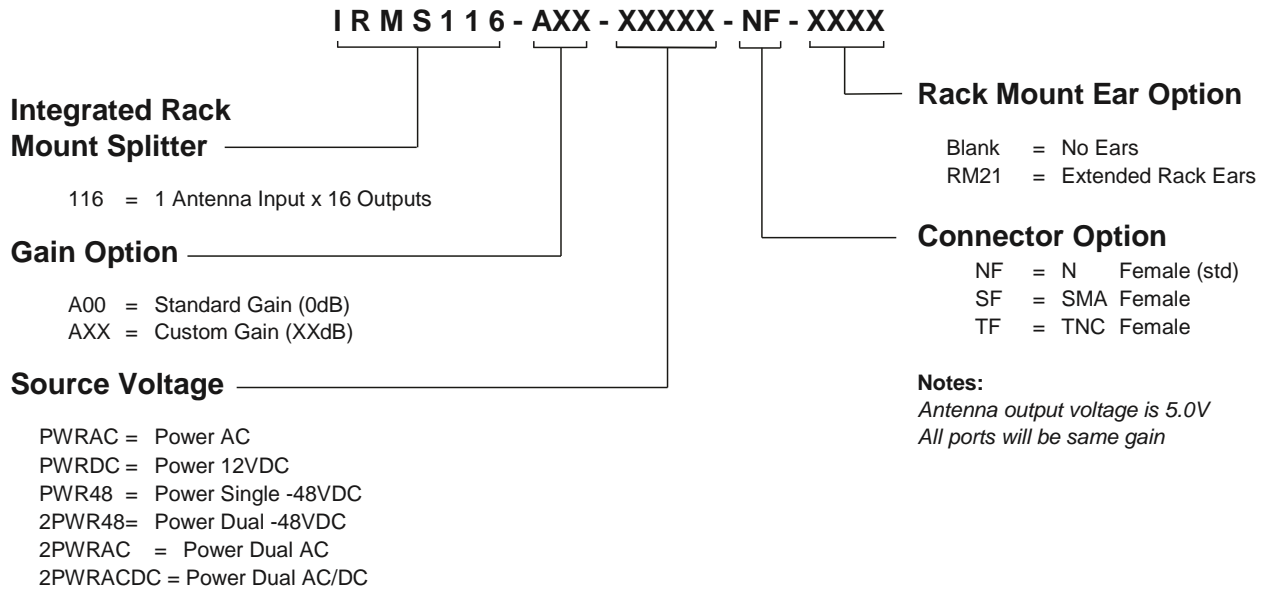 IRMS116-AXX-XXXXX-NF-XXXX
Integrated Rack
Mount Splitter
116 = 1 Antenna Input x 16 Outputs
Gain Option
A00 = Standard Gain (0dB)
AXX = Custom Gain (XXdB)
Source Voltage
PWRAC = Power AC
PWRDC = Power 12VDC
PWR48 = Power Single -48VDC
2PWR48= Power Dual -48VDC
2PWRAC = Power Dual AC
2PWRACDC = Power Dual AC/DC
Rack Mount Ear Option
Blank = No Ears
RM21 = Extended Rack Ears
Connector Option
NF = N Female (std)
SF = SMA Female
TF = TNC Female
Notes:
Antenna output voltage is 5.0V
All ports will be same gain